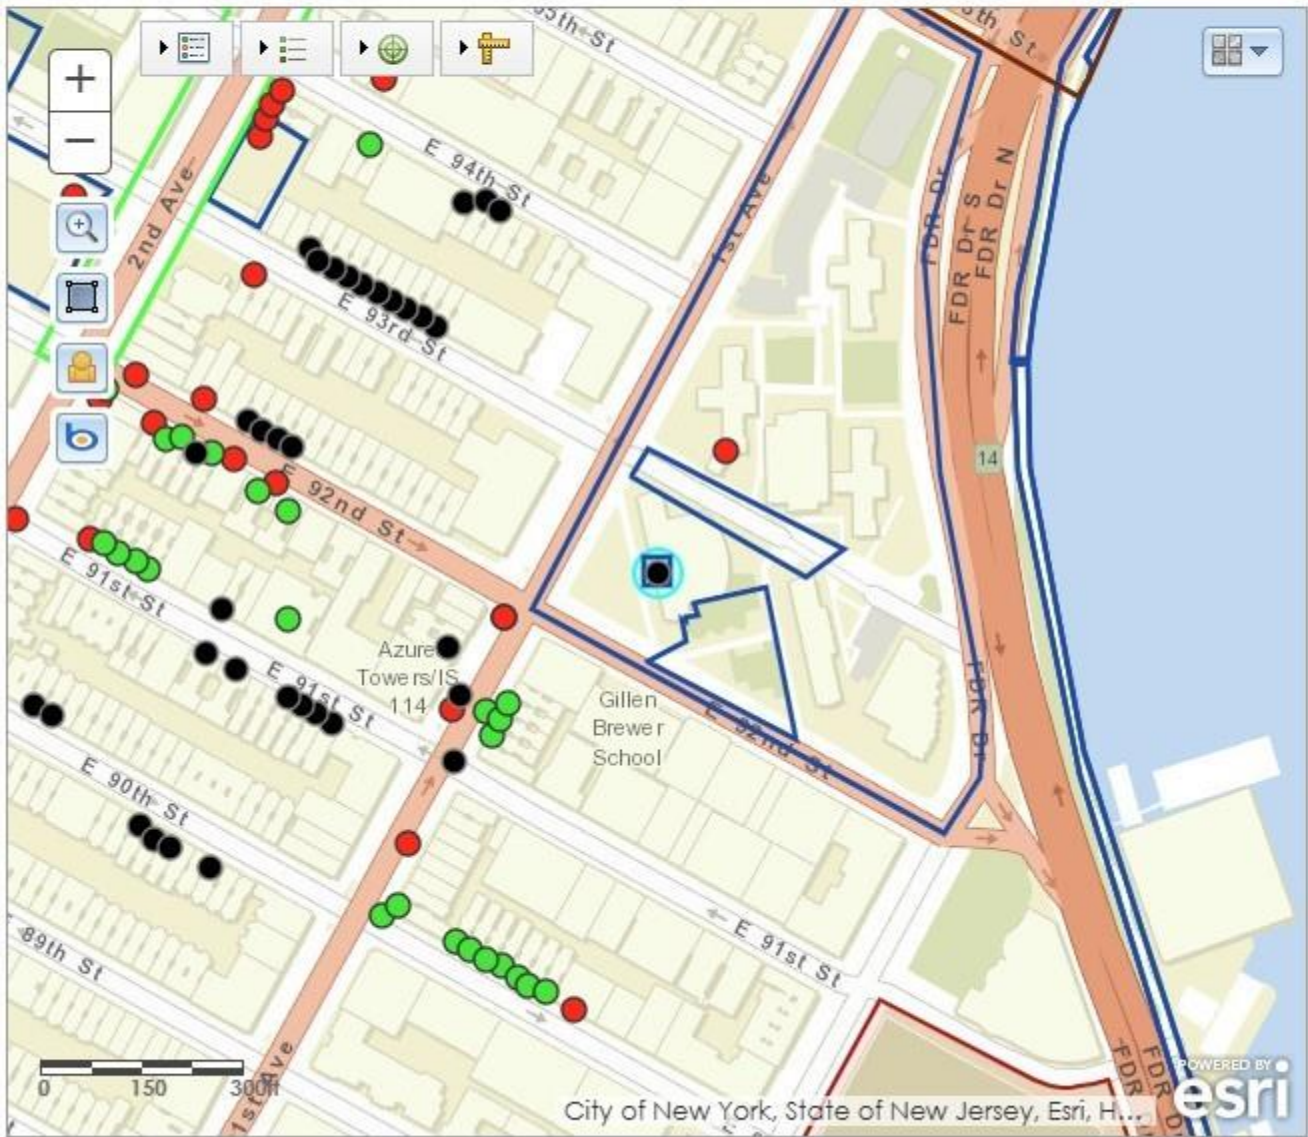 55th St
5th St
2nd Ave
E 94th St
1st Ave
FDR Dr
FDR Dr S
FDR Dr N
E 93rd St
14
E 92nd St
E 91st St
Azure
Towers/IS
114
E 91st St
Gillen
Brewer
School
E 92nd St
FDR Dr
E 90th St
E 91st St
89th St
1st Ave
FDR
FDR D
0 150 300ft
E
POWERED BY
esri
City of New York, State of New Jersey, Esri, H...